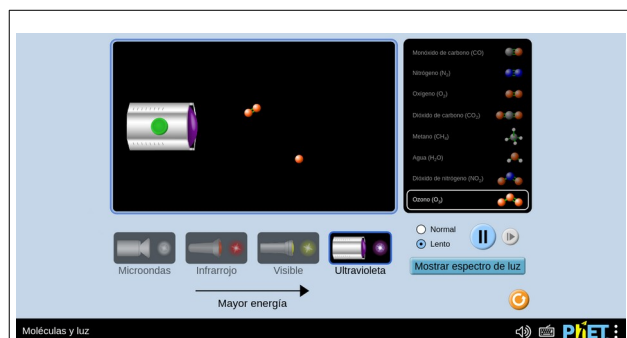 Monóxido de carbono (CO)
Nitrógeno (N₂)
Oxígeno (O₂)
Dióxido de carbono (CO₂)
Metano (CH₄)
Agua (H₂O)
Dióxido de nitrógeno (NO₂)
Ozono (O₃)
Normal
Lento
Microondas
Infrarrojo
Visible
Ultravioleta
Mostrar espectro de luz
Mayor energía
Moléculas y luz
PhET